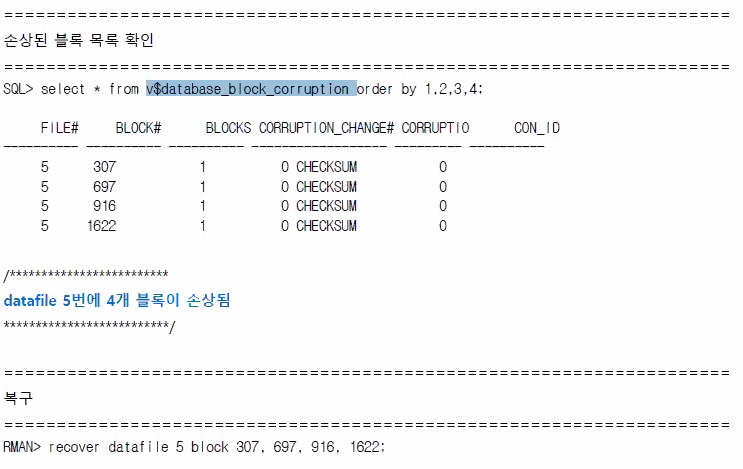 ================================================================
손상된 블록 목록 확인
================================================================
SQL> select * from v$database_block_corruption order by 1,2,3,4;
FILE# BLOCK# BLOCKS CORRUPTION_CHANGE# CORRUPTIO CON_ID
---------- ---------- ---------- ------------------ --------- ----------
5 307 1 0 CHECKSUM 0
5 697 1 0 CHECKSUM 0
5 916 1 0 CHECKSUM 0
5 1622 1 0 CHECKSUM 0
/*************************
datafile 5번에 4개 블록이 손상됨
**************************/
================================================================
복구
================================================================
RMAN> recover datafile 5 block 307, 697, 916, 1622;